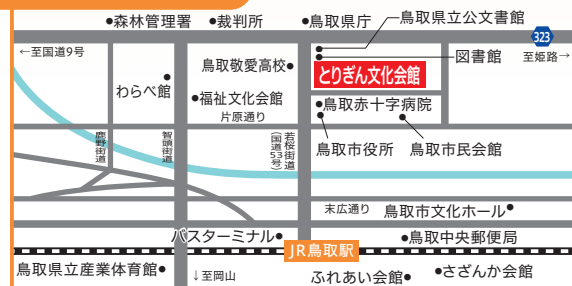 森林管理署
裁判所
鳥取県庁
鳥取県立公文書館
323
←至国道9号
図書館
至姫路→
鳥取敬愛高校
とりぎん文化会館
わらべ館
福祉文化会館
鳥取赤十字病院
片原通り
鹿野街道
智頭街道
若桜街道
(国道53号)
鳥取市役所
鳥取市民会館
末広通り
鳥取市文化ホール
バスターミナル
JR鳥取駅
鳥取中央郵便局
鳥取県立産業体育館
↓至岡山
ふれあい会館
さざんか会館